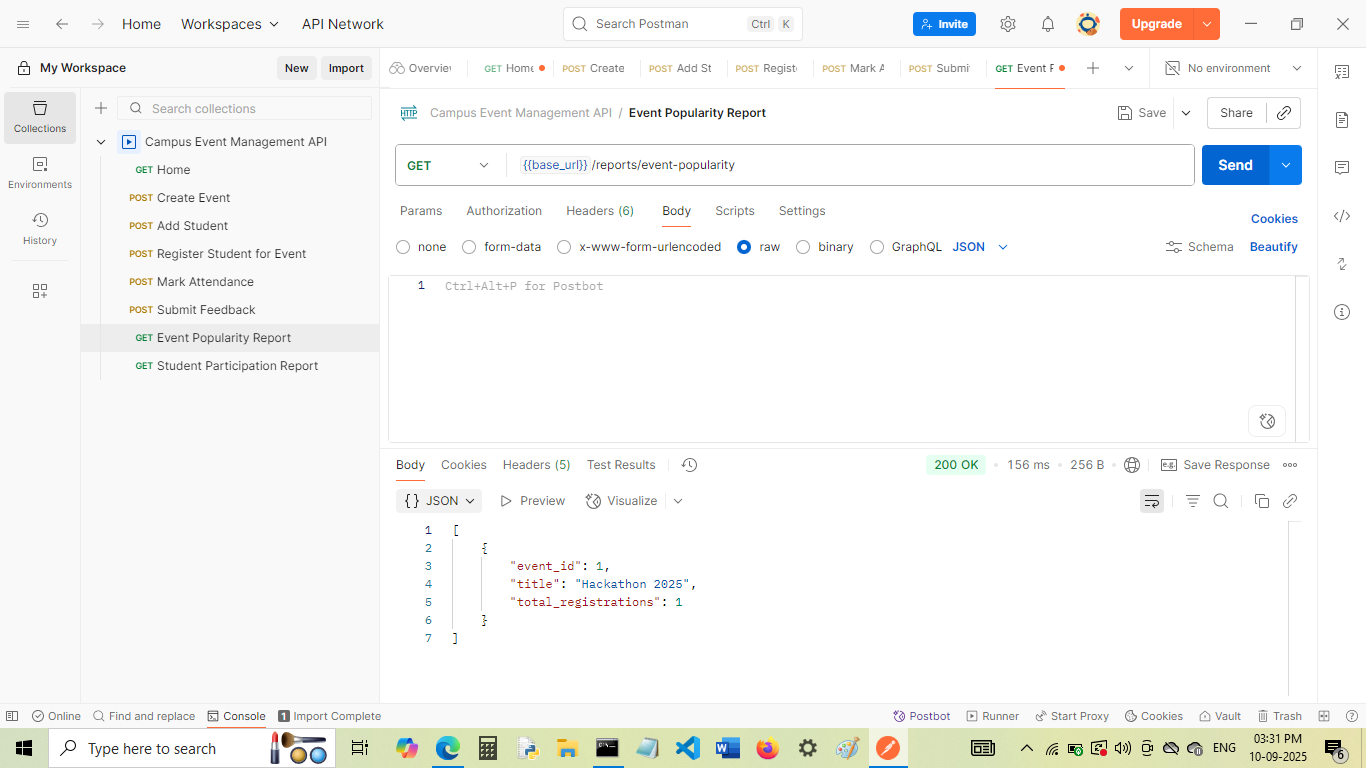 Home Workspaces API Network Search Postman Ctrl K Invite Upgrade
My Workspace New Import Overview GET Home POST Create POST Add St POST Registe POST Mark A POST Submi GET Event P No environment
Collections
Environments
History
Search collections
Campus Event Management API
GET Home
POST Create Event
POST Add Student
POST Register Student for Event
POST Mark Attendance
POST Submit Feedback
GET Event Popularity Report
GET Student Participation Report
HTTP Campus Event Management API / Event Popularity Report Save Share
GET {{base_url}} /reports/event-popularity Send
Params Authorization Headers (6) Body Scripts Settings Cookies
none form-data x-www-form-urlencoded raw binary GraphQL JSON Schema Beautify
1 Ctrl+Alt+P for Postbot
Body Cookies Headers (5) Test Results 200 OK 156 ms 256 B e.g. Save Response
{} JSON Preview Visualize
1 [
2 {
3 "event_id": 1,
4 "title": "Hackathon 2025",
5 "total_registrations": 1
6 }
7 ]
Online Find and replace Console 1 Import Complete Postbot Runner Start Proxy Cookies Vault Trash
Type here to search ENG 03:31 PM
10-09-2025 6